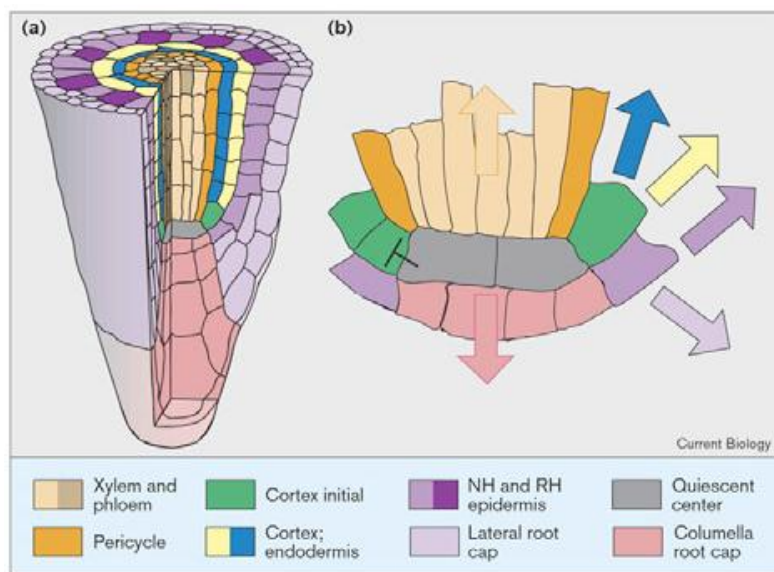 (a)
(b)
Current Biology
Xylem and
phloem
Cortex initial
NH and RH
epidermis
Quiescent
center
Pericycle
Cortex;
endodermis
Lateral root
cap
Columella
root cap